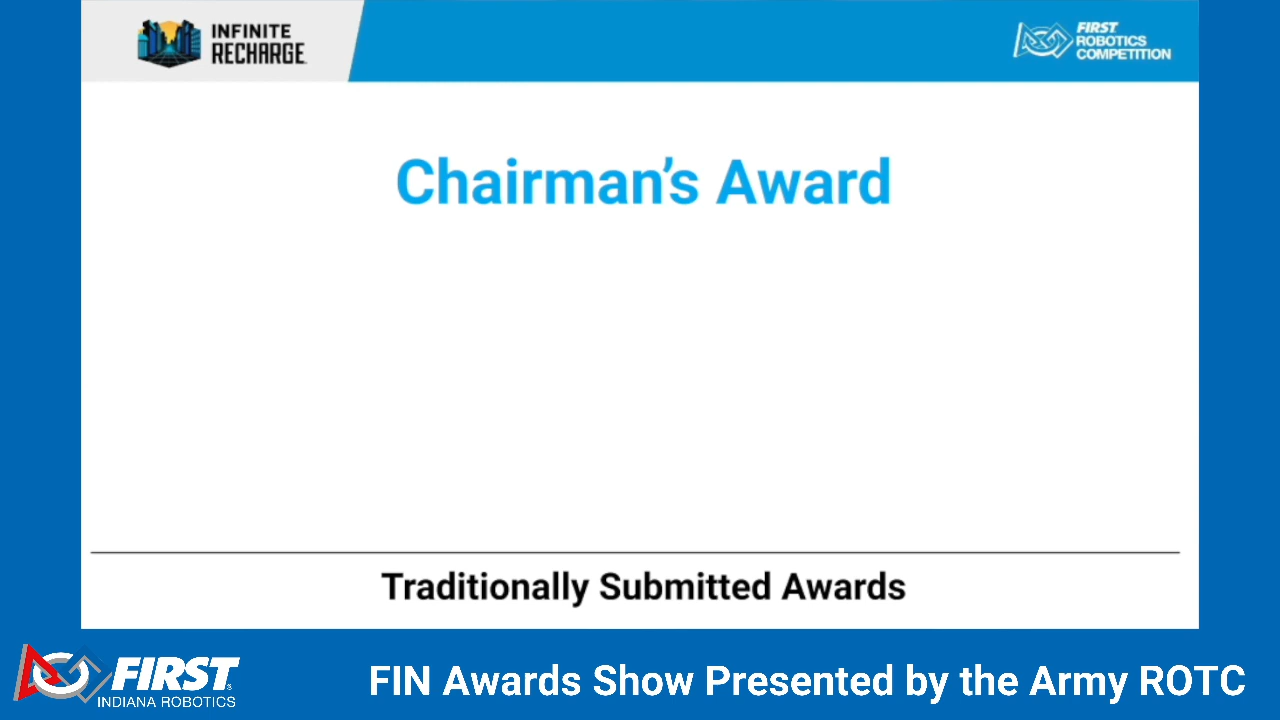 INFINITE
RECHARGE
FIRST
ROBOTICS
COMPETITION
Chairman’s Award
Traditionally Submitted Awards
FIRST
INDIANA ROBOTICS
FIN Awards Show Presented by the Army ROTC